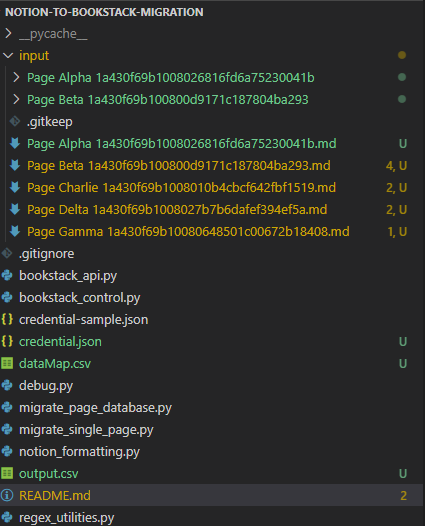 NOTION-TO-BOOKSTACK-MIGRATION
__pycache__
input
Page Alpha 1a430f69b1008026816fd6a75230041b
Page Beta 1a430f69b100800d9171c187804ba293
.gitkeep
Page Alpha 1a430f69b1008026816fd6a75230041b.md U
Page Beta 1a430f69b100800d9171c187804ba293.md 4, U
Page Charlie 1a430f69b1008010b4cbcf642fbf1519.md 2, U
Page Delta 1a430f69b1008027b7b6dafef394ef5a.md 2, U
Page Gamma 1a430f69b10080648501c00672b18408.md 1, U
.gitignore
bookstack_api.py
bookstack_control.py
credential-sample.json
credential.json U
dataMap.csv U
debug.py
migrate_page_database.py
migrate_single_page.py
notion_formatting.py
output.csv U
README.md 2
regex_utilities.py